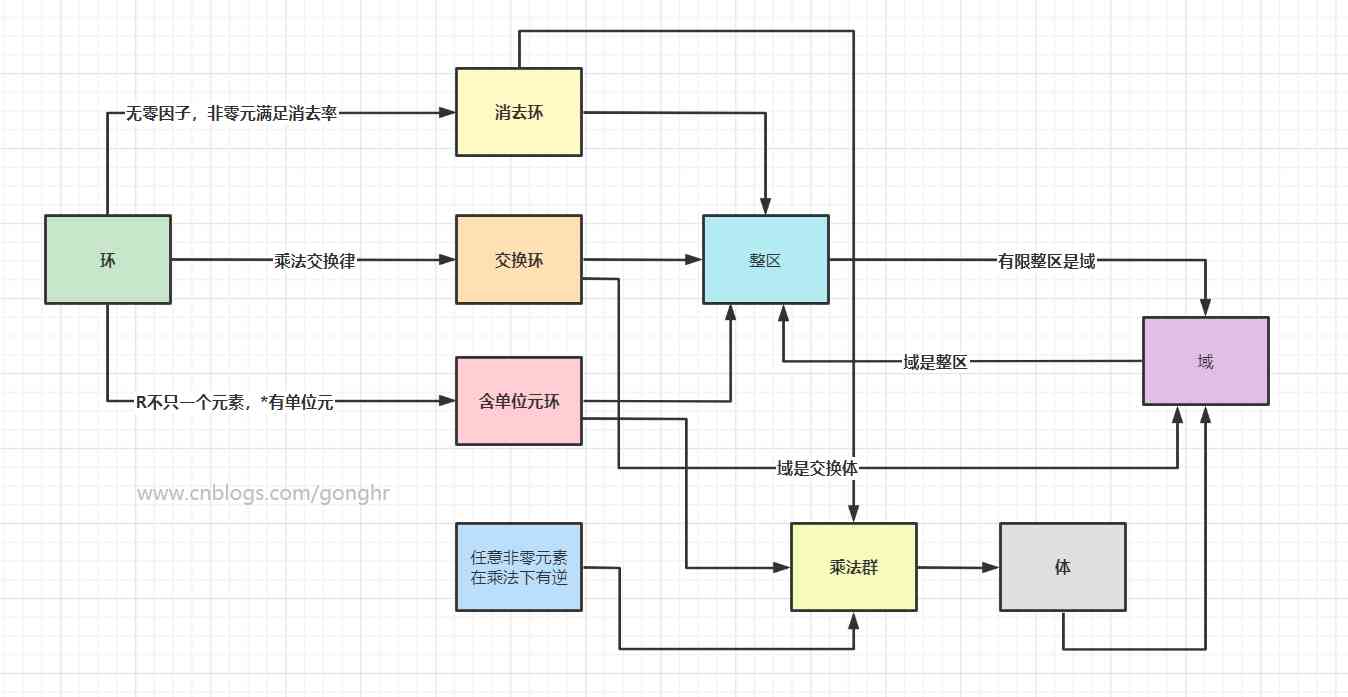 无零因子，非零元满足消去率
消去环
环
乘法交换律
交换环
整区
有限整区是域
域是整区
域
R不只一个元素，*有单位元
含单位元环
域是交换体
www.cnblogs.com/gonghr
任意非零元素
在乘法下有逆
乘法群
体